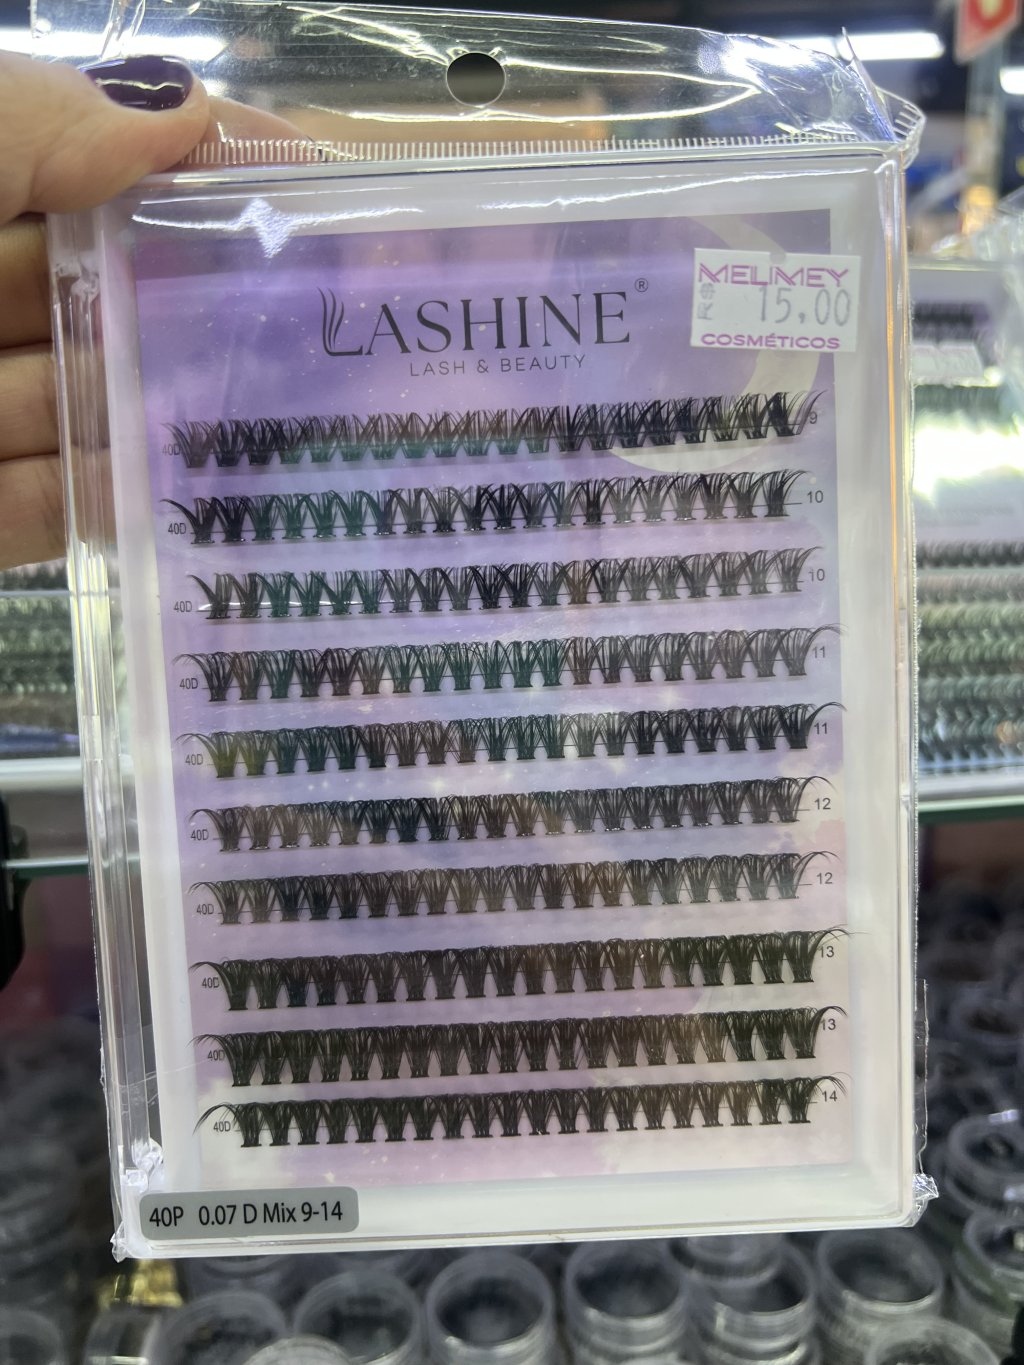 LASHINE®
LASH & BEAUTY
MELIMEY
R$ 15,00
COSMÉTICOS
40D 9
40D 10
40D 10
40D 11
40D 11
40D 12
40D 12
40D 13
40D 13
40D 14
40P 0.07 D Mix 9-14